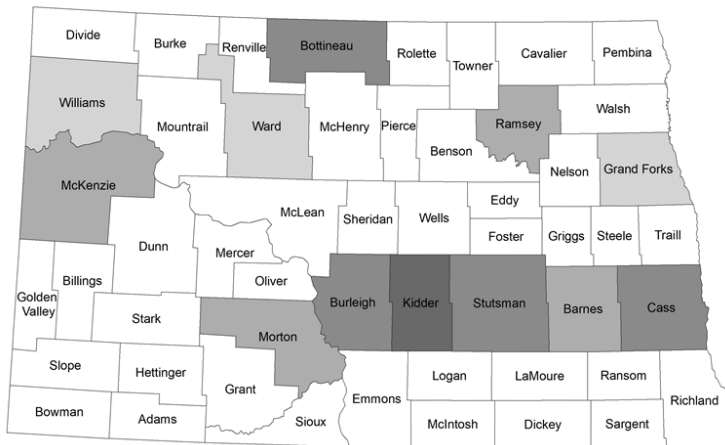 Divide
Burke
Renville
Bottineau
Rolette
Towner
Cavalier
Pembina
Williams
Mountrail
Ward
McHenry
Pierce
Benson
Ramsey
Walsh
McKenzie
Nelson
Grand Forks
McLean
Sheridan
Wells
Eddy
Foster
Griggs
Steele
Traill
Dunn
Mercer
Oliver
Golden
Valley
Billings
Stark
Morton
Burleigh
Kidder
Stutsman
Barnes
Cass
Slope
Hettinger
Grant
Sioux
Emmons
Logan
LaMoure
Ransom
Richland
Bowman
Adams
McIntosh
Dickey
Sargent